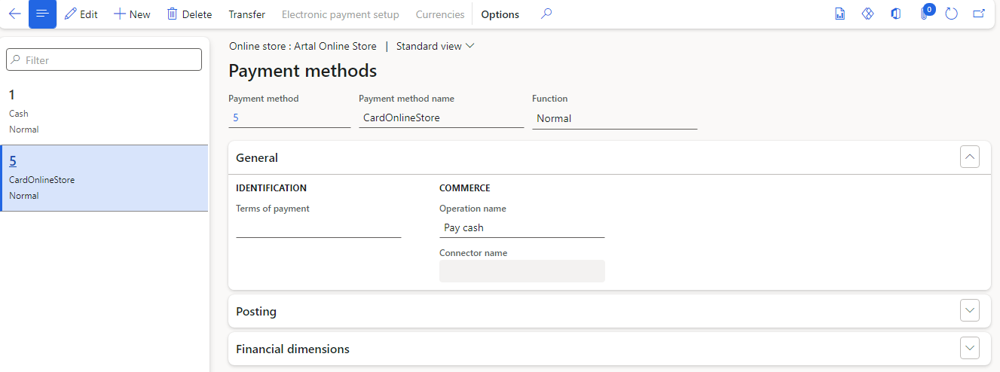 Edit New Delete Transfer Electronic payment setup Currencies Options 0
Filter
1
Cash
Normal
5
CardOnlineStore
Normal
Online store : Artal Online Store | Standard view
Payment methods
Payment method Payment method name Function
5 CardOnlineStore Normal
General
IDENTIFICATION COMMERCE
Terms of payment Operation name
Pay cash
Connector name
Posting
Financial dimensions